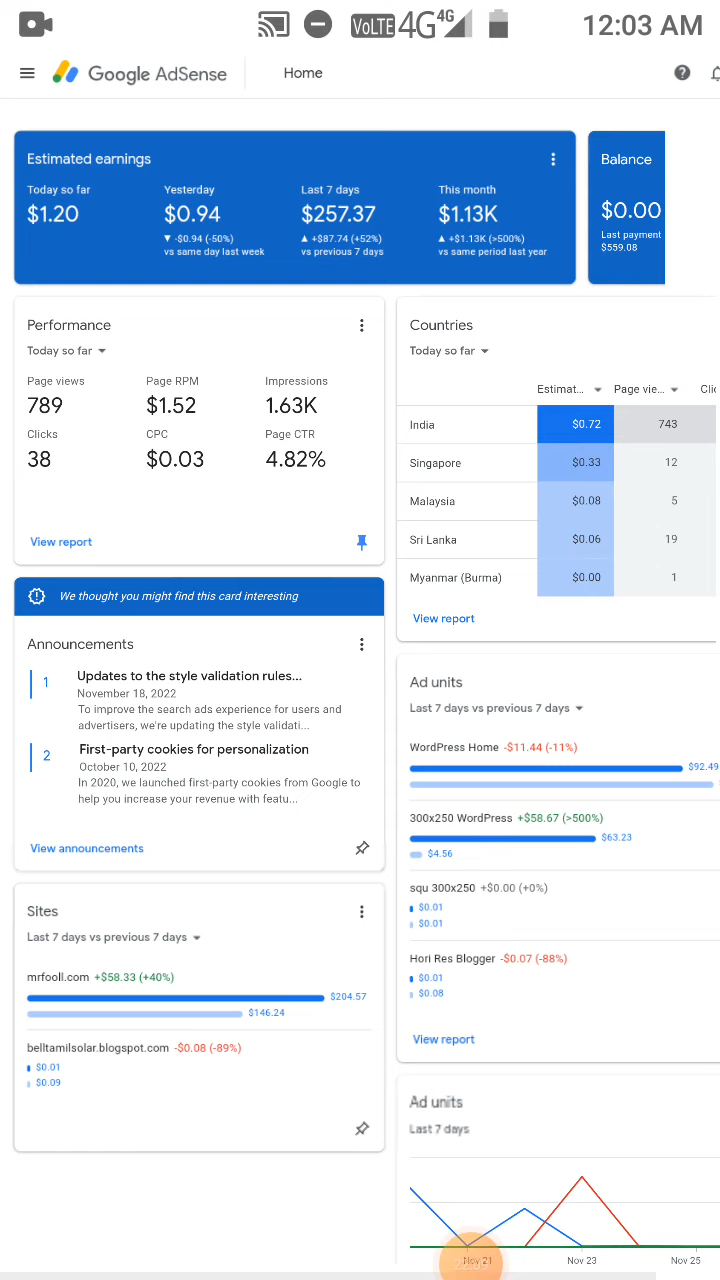 VoLTE 4G 4G 12:03 AM
Google AdSense Home
Estimated earnings
Today so far
$1.20
Yesterday
$0.94
▼ -$0.94 (-50%)
vs same day last week
Last 7 days
$257.37
▲ +$87.74 (+52%)
vs previous 7 days
This month
$1.13K
▲ +$1.13K (>500%)
vs same period last year
Balance
$0.00
Last payment
$559.08
Performance
Today so far
Page views
789
Page RPM
$1.52
Impressions
1.63K
Clicks
38
CPC
$0.03
Page CTR
4.82%
View report
Countries
Today so far
Estimat... Page vie... Clic
India $0.72 743
Singapore $0.33 12
Malaysia $0.08 5
Sri Lanka $0.06 19
Myanmar (Burma) $0.00 1
View report
We thought you might find this card interesting
Announcements
1 Updates to the style validation rules...
November 18, 2022
To improve the search ads experience for users and
advertisers, we're updating the style validati...
2 First-party cookies for personalization
October 10, 2022
In 2020, we launched first-party cookies from Google to
help you increase your revenue with featu...
View announcements
Ad units
Last 7 days vs previous 7 days
WordPress Home -$11.44 (-11%)
$92.49
300x250 WordPress +$58.67 (>500%)
$63.23
$4.56
squ 300x250 +$0.00 (+0%)
$0.01
$0.01
Hori Res Blogger -$0.07 (-88%)
$0.01
$0.08
View report
Sites
Last 7 days vs previous 7 days
mrfooll.com +$58.33 (+40%)
$204.57
$146.24
belltamilsolar.blogspot.com -$0.08 (-89%)
$0.01
$0.09
Ad units
Last 7 days
Nov 21 Nov 23 Nov 25